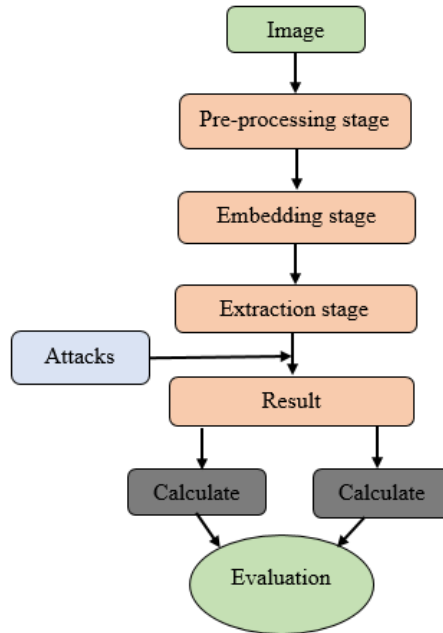 Image
Pre-processing stage
Embedding stage
Extraction stage
Attacks
Result
Calculate
Calculate
Evaluation